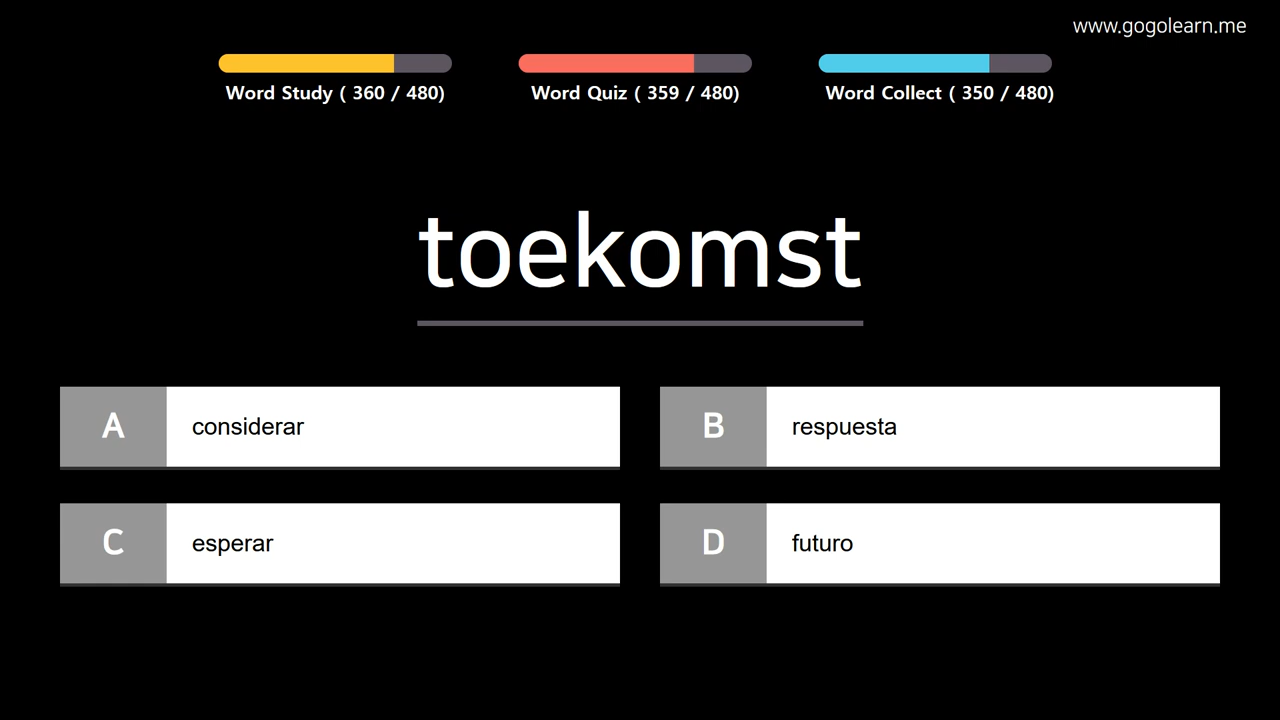 www.gogolearn.me
Word Study ( 360 / 480)
Word Quiz ( 359 / 480)
Word Collect ( 350 / 480)
toekomst
A considerar
B respuesta
C esperar
D futuro